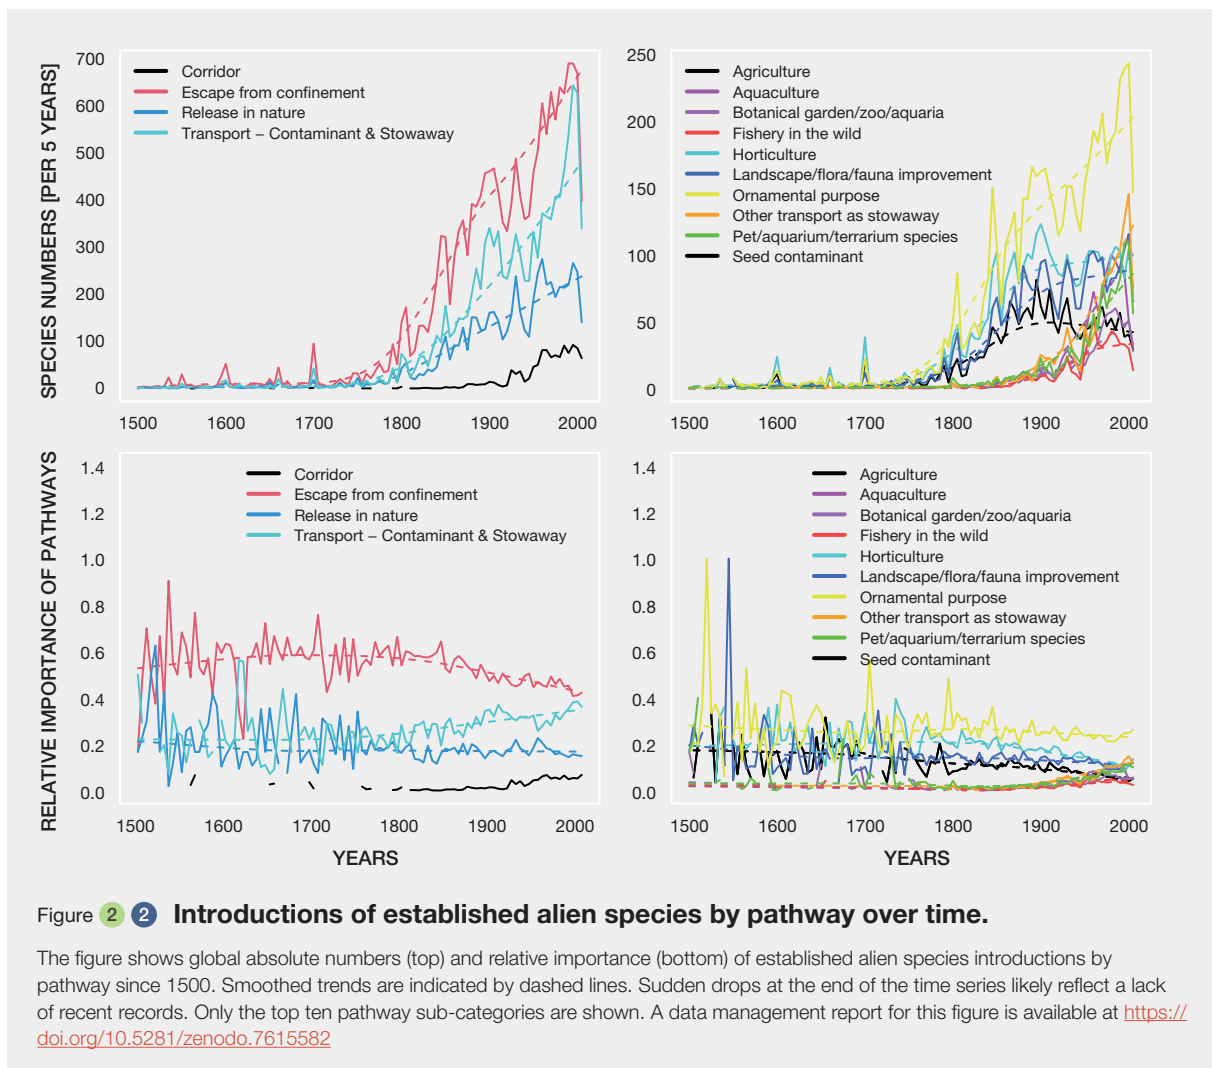 SPECIES NUMBERS [PER 5 YEARS]
700
600
500
400
300
200
100
0
Corridor
Escape from confinement
Release in nature
Transport – Contaminant & Stowaway
1500
1600
1700
1800
1900
2000
250
200
150
100
50
0
Agriculture
Aquaculture
Botanical garden/zoo/aquaria
Fishery in the wild
Horticulture
Landscape/flora/fauna improvement
Ornamental purpose
Other transport as stowaway
Pet/aquarium/terrarium species
Seed contaminant
1500
1600
1700
1800
1900
2000
RELATIVE IMPORTANCE OF PATHWAYS
1.4
1.2
1.0
0.8
0.6
0.4
0.2
0.0
Corridor
Escape from confinement
Release in nature
Transport – Contaminant & Stowaway
1500
1600
1700
1800
1900
2000
YEARS
1.4
1.2
1.0
0.8
0.6
0.4
0.2
0.0
Agriculture
Aquaculture
Botanical garden/zoo/aquaria
Fishery in the wild
Horticulture
Landscape/flora/fauna improvement
Ornamental purpose
Other transport as stowaway
Pet/aquarium/terrarium species
Seed contaminant
1500
1600
1700
1800
1900
2000
YEARS
Figure 2 2 Introductions of established alien species by pathway over time.
The figure shows global absolute numbers (top) and relative importance (bottom) of established alien species introductions by
pathway since 1500. Smoothed trends are indicated by dashed lines. Sudden drops at the end of the time series likely reflect a lack
of recent records. Only the top ten pathway sub-categories are shown. A data management report for this figure is available at https://
doi.org/10.5281/zenodo.7615582